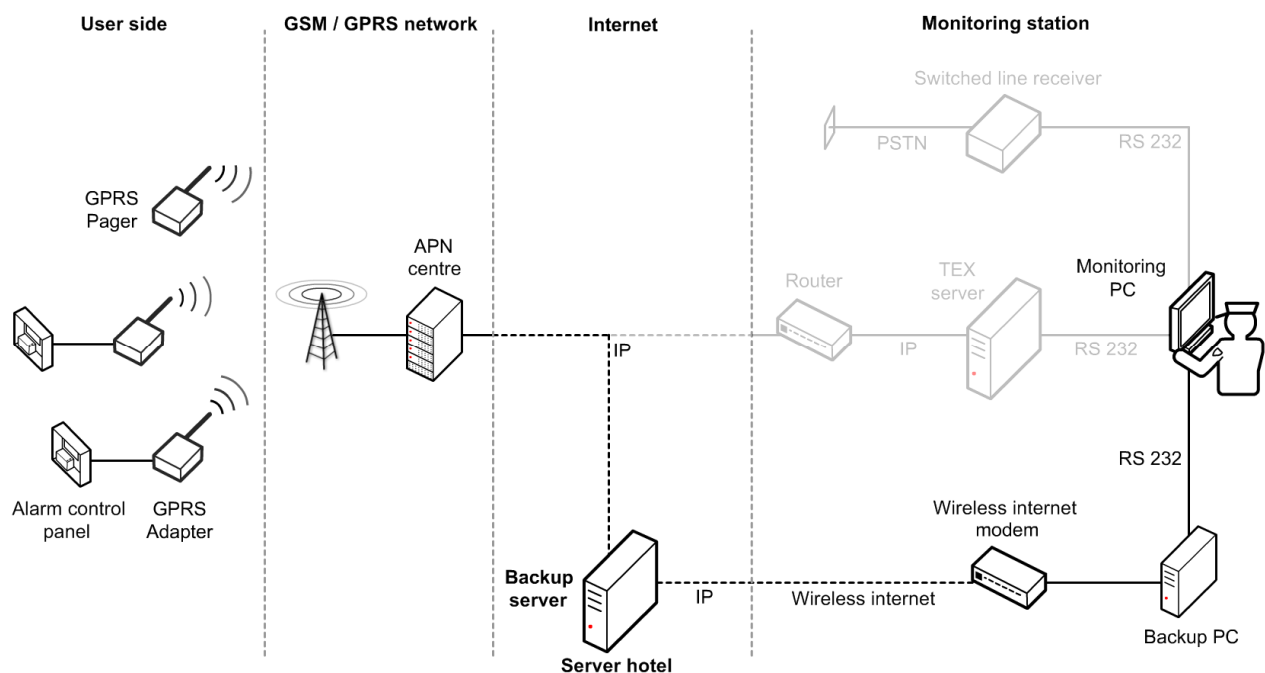 User side
GSM / GPRS network
Internet
Monitoring station
Switched line receiver
PSTN
RS 232
GPRS
Pager
APN
centre
Router
TEX
server
Monitoring
PC
IP
IP
RS 232
RS 232
Alarm control
panel
GPRS
Adapter
Wireless internet
modem
Backup
server
IP
Wireless internet
Backup PC
Server hotel